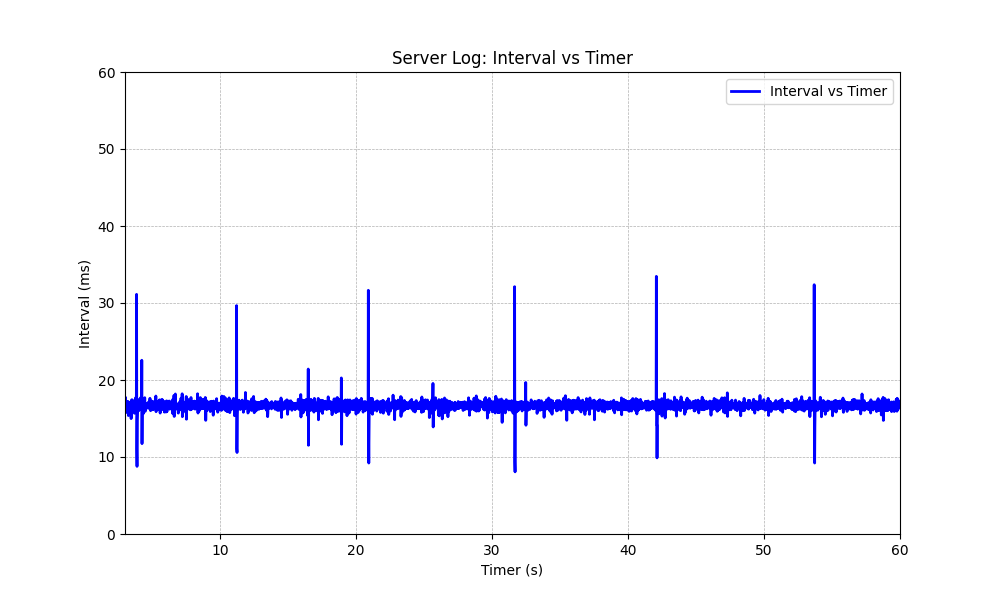 Server Log: Interval vs Timer
Interval vs Timer
60
50
40
30
20
10
0
Interval (ms)
10 20 30 40 50 60
Timer (s)